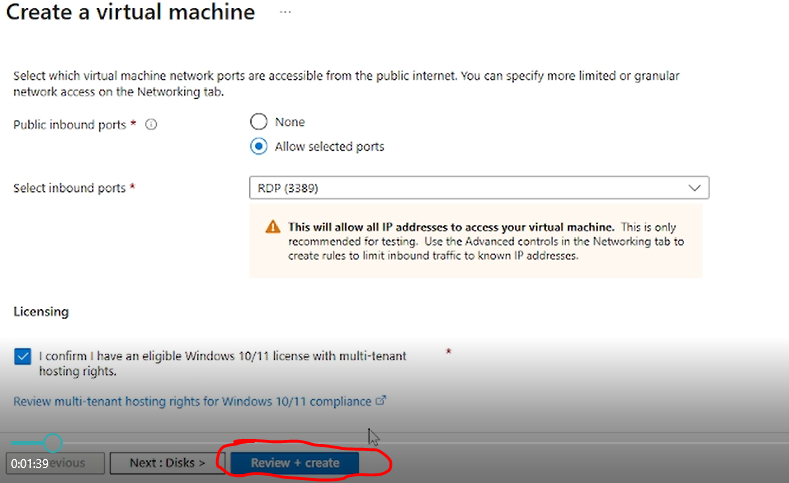 Create a virtual machine ...
Select which virtual machine network ports are accessible from the public internet. You can specify more limited or granular
network access on the Networking tab.
Public inbound ports *
None
Allow selected ports
Select inbound ports *
RDP (3389)
This will allow all IP addresses to access your virtual machine. This is only
recommended for testing. Use the Advanced controls in the Networking tab to
create rules to limit inbound traffic to known IP addresses.
Licensing
I confirm I have an eligible Windows 10/11 license with multi-tenant *
hosting rights.
Review multi-tenant hosting rights for Windows 10/11 compliance
0:01:39
Next : Disks >
Review + create